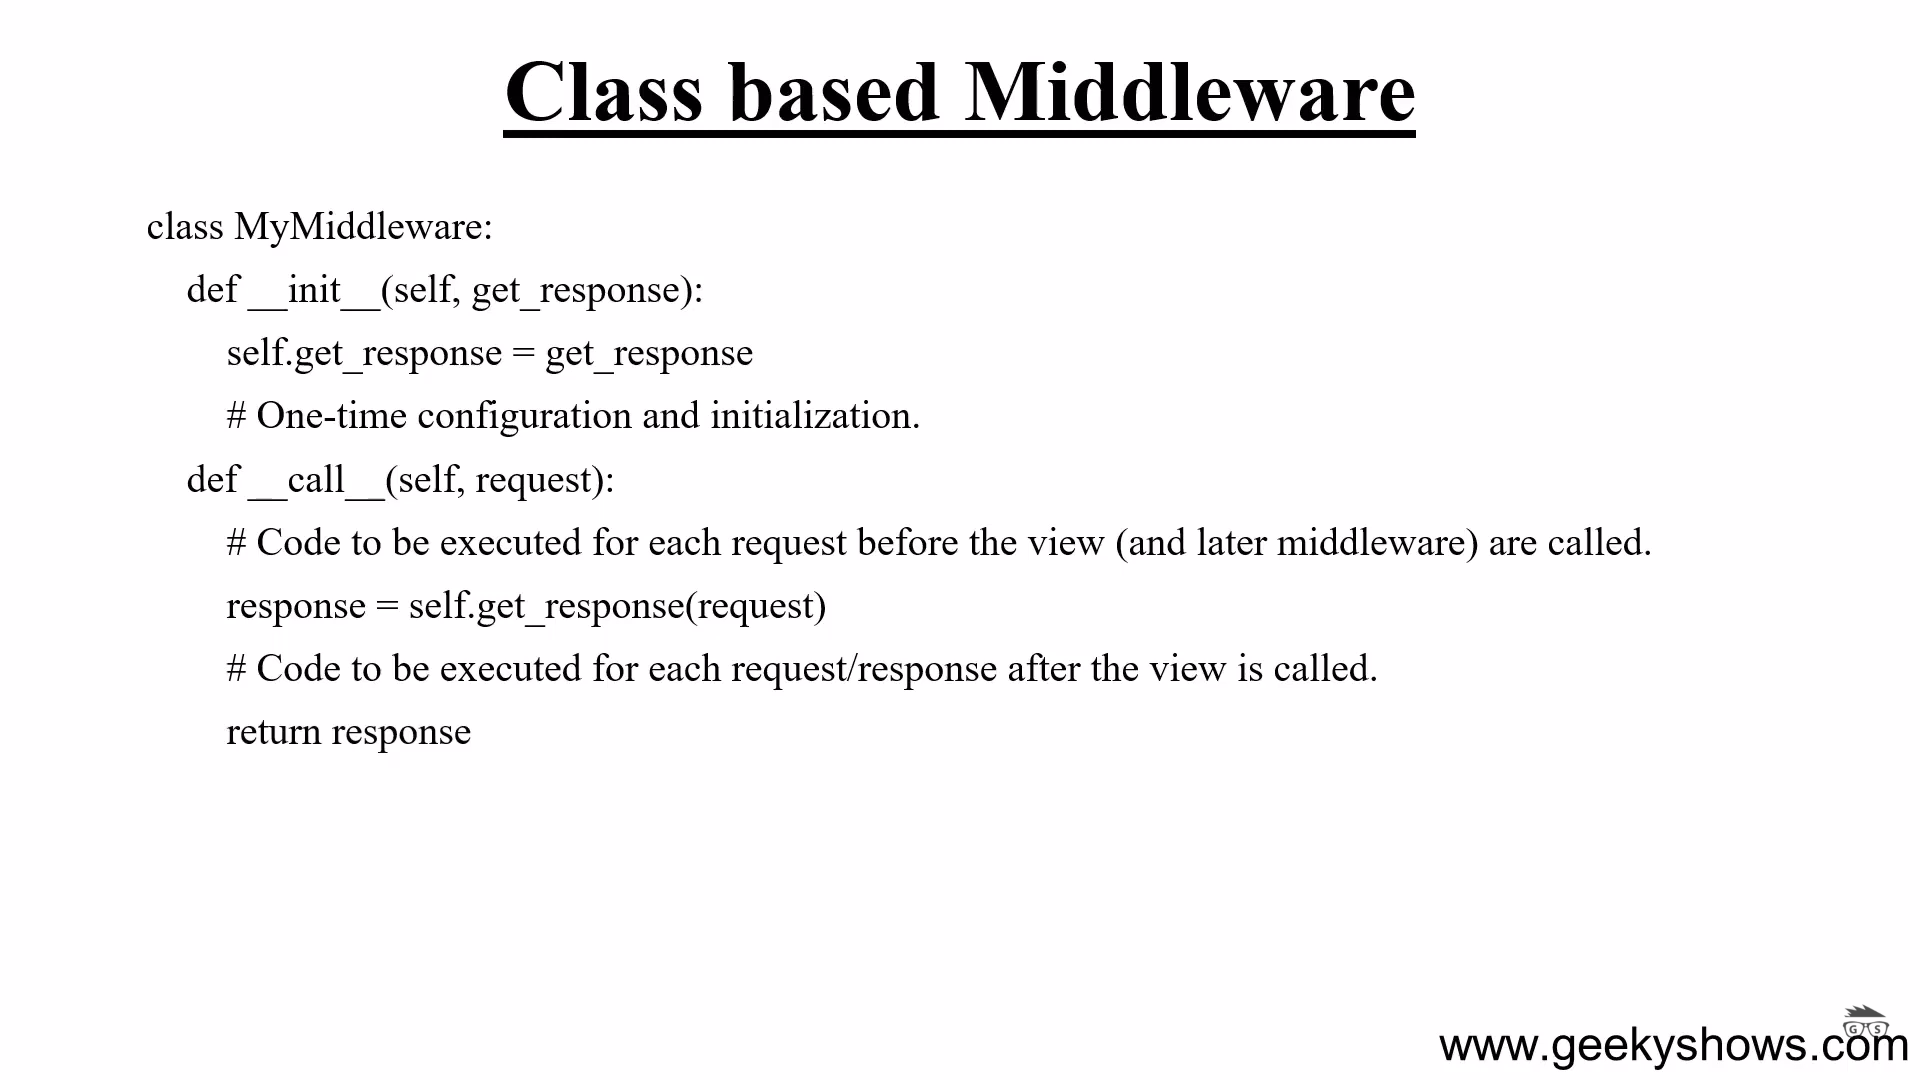 Class based Middleware
class MyMiddleware:
def __init__(self, get_response):
self.get_response = get_response
# One-time configuration and initialization.
def __call__(self, request):
# Code to be executed for each request before the view (and later middleware) are called.
response = self.get_response(request)
# Code to be executed for each request/response after the view is called.
return response
G S
www.geekyshows.com